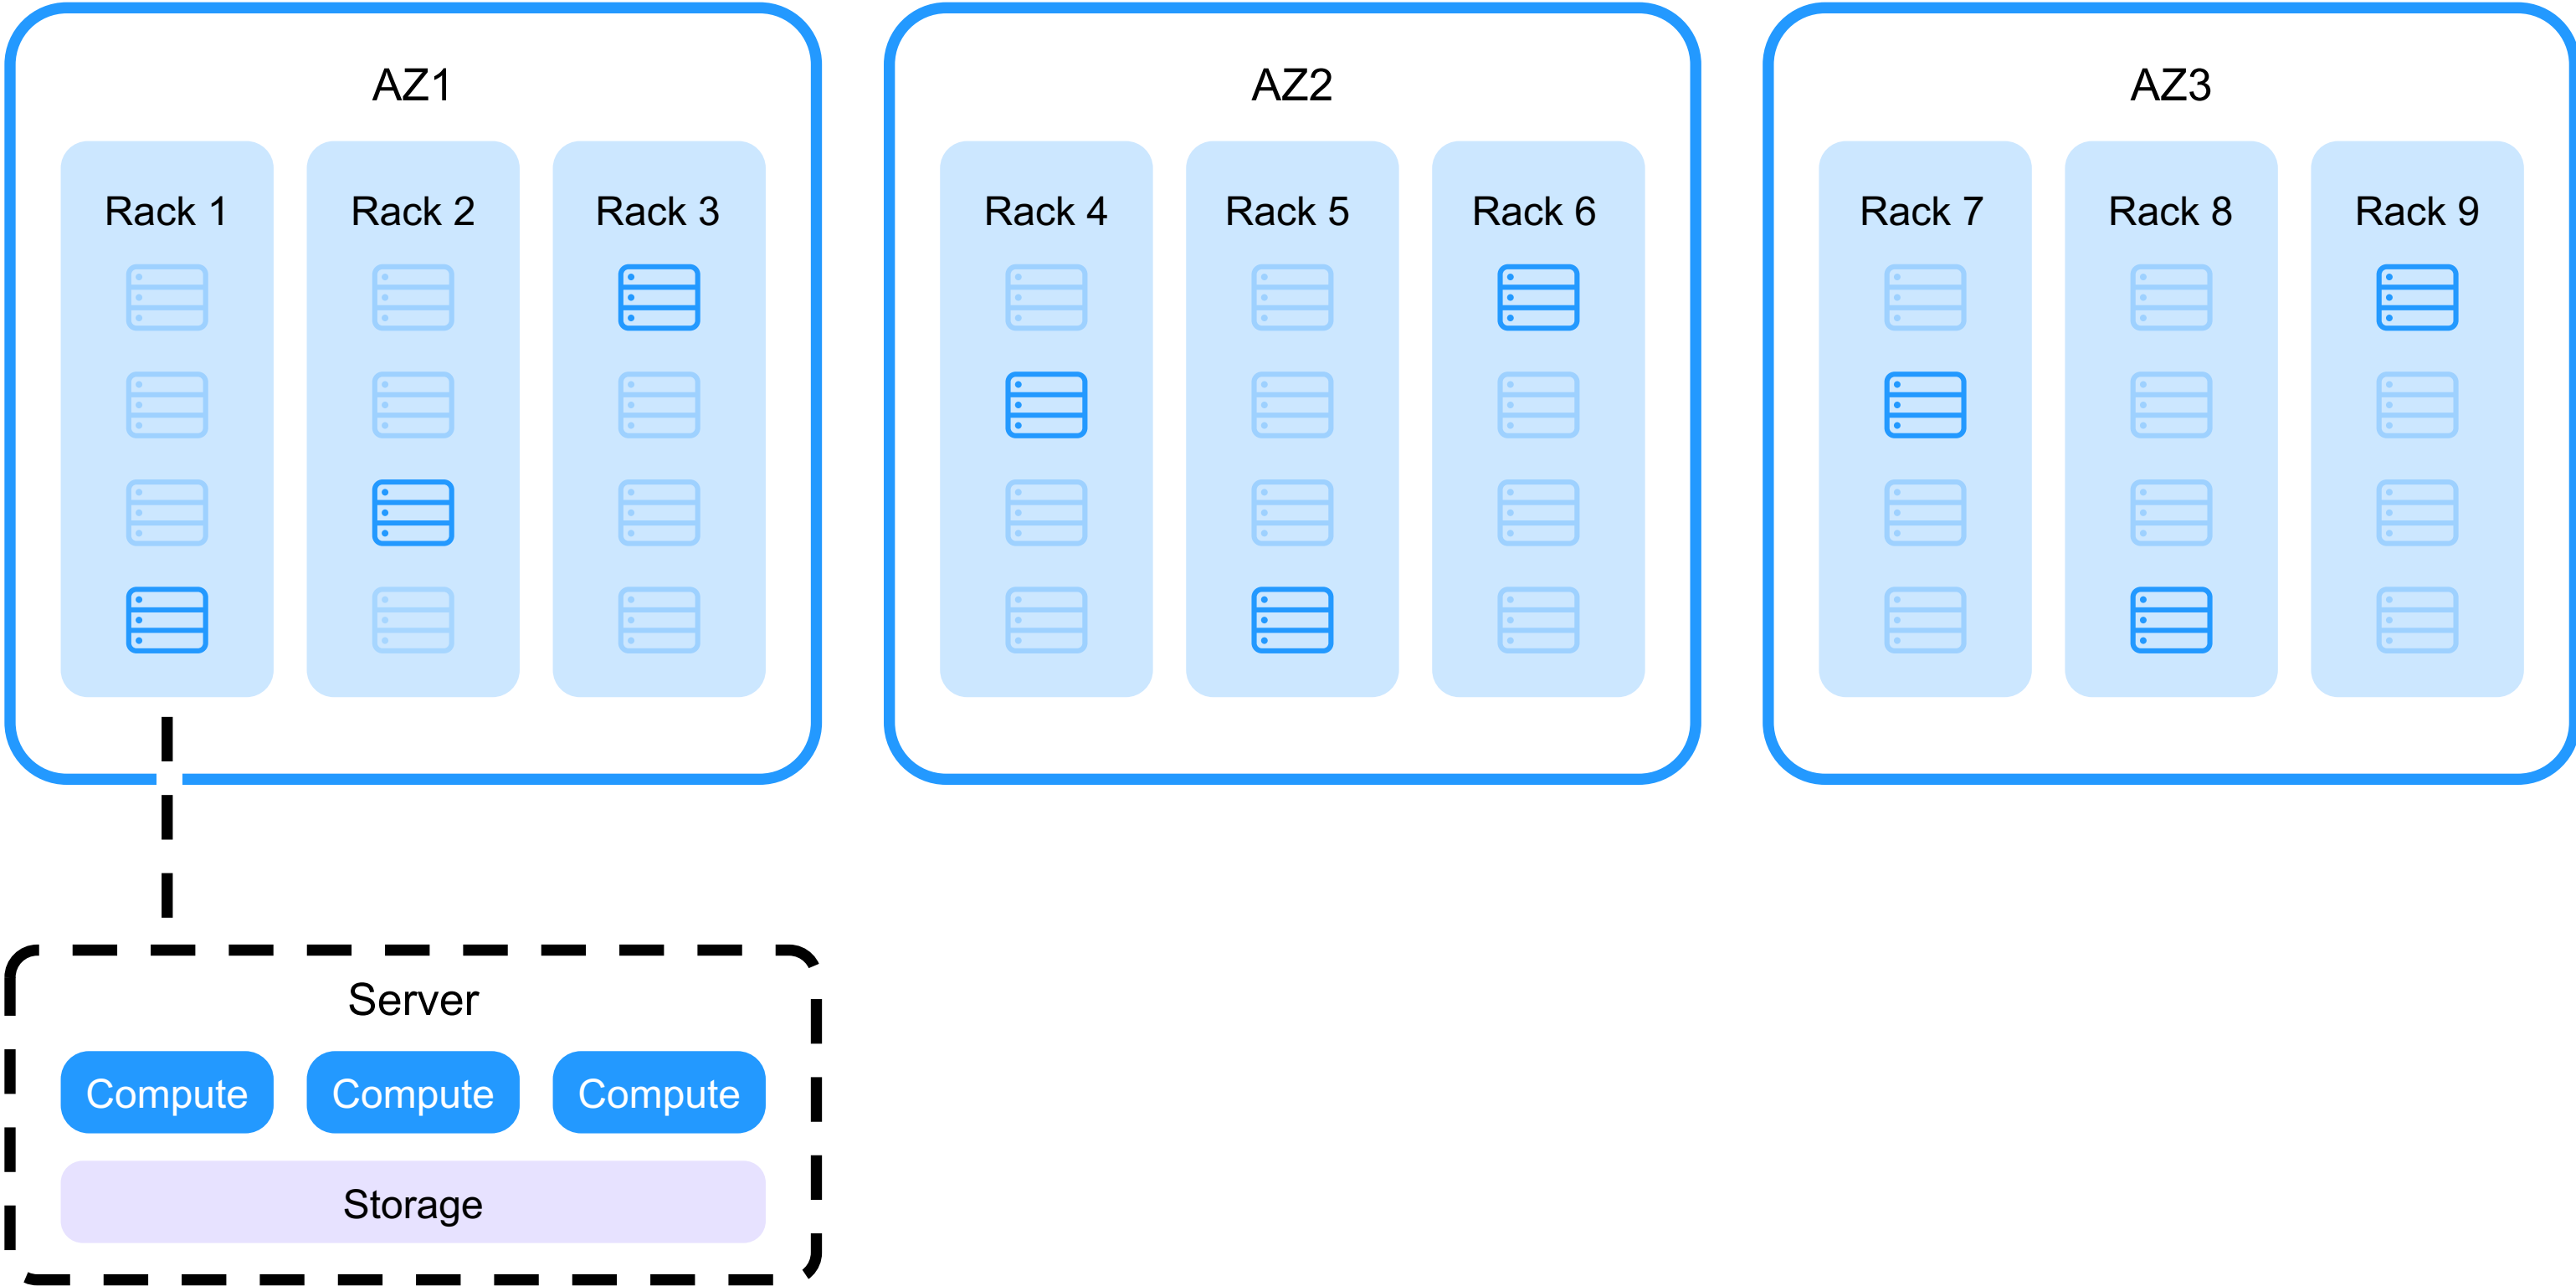 AZ1
AZ2
AZ3
Rack 1
Rack 2
Rack 3
Rack 4
Rack 5
Rack 6
Rack 7
Rack 8
Rack 9
Server
Compute
Compute
Compute
Storage